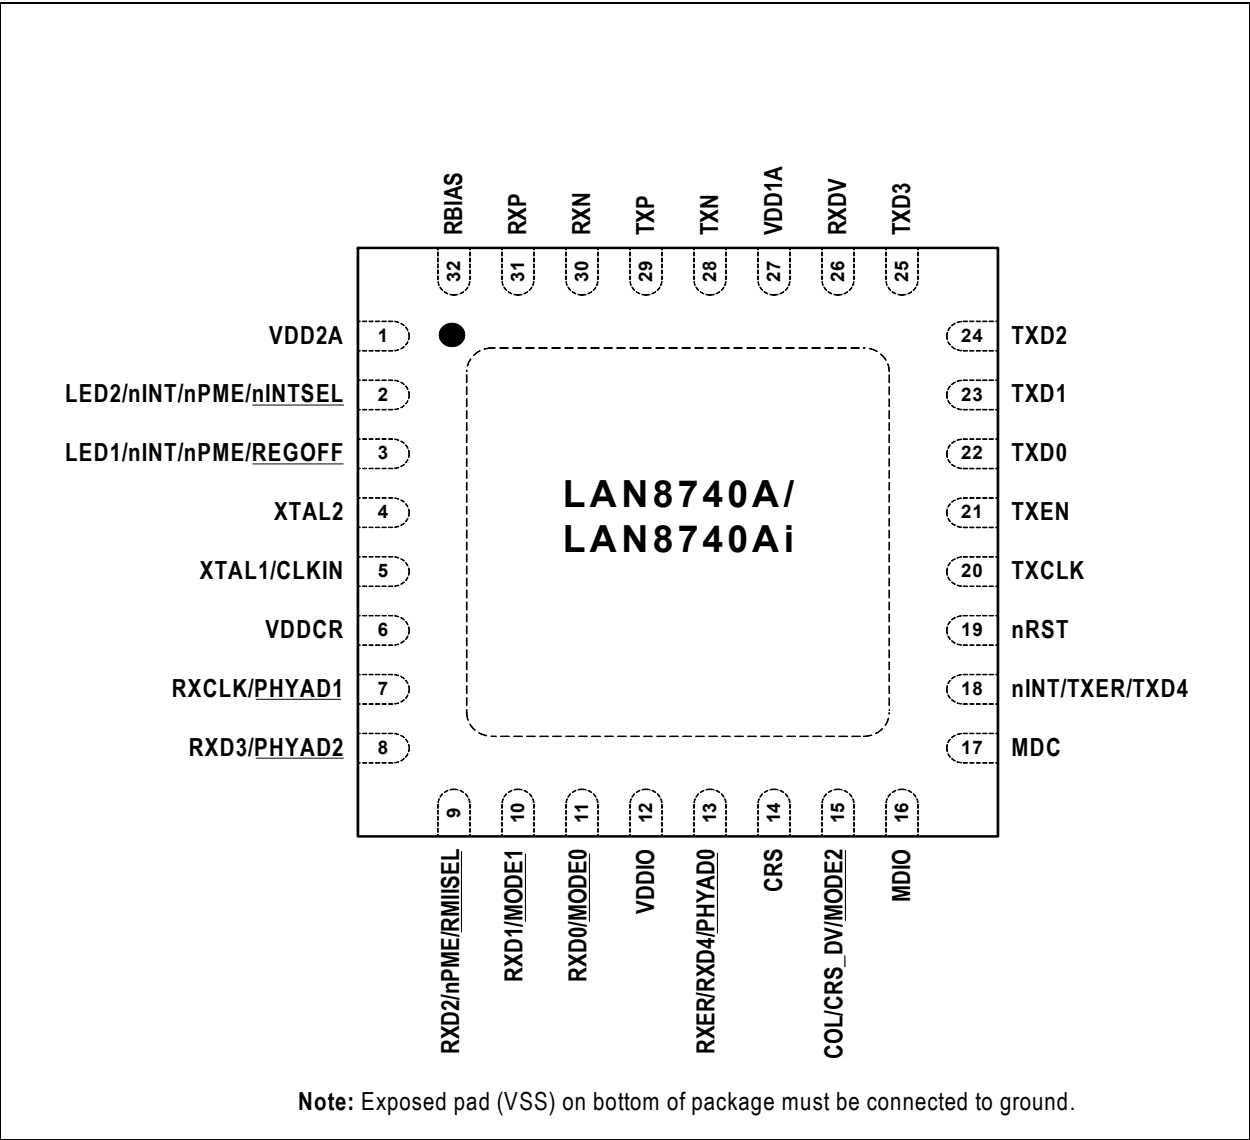 RBIAS
RXP
RXN
TXP
TXN
VDD1A
RXDV
TXD3
32
31
30
29
28
27
26
25
VDD2A 1
LED2/nINT/nPME/nINTSEL 2
LED1/nINT/nPME/REGOFF 3
XTAL2 4
XTAL1/CLKIN 5
VDDCR 6
RXCLK/PHYAD1 7
RXD3/PHYAD2 8
LAN8740A/
LAN8740Ai
24 TXD2
23 TXD1
22 TXD0
21 TXEN
20 TXCLK
19 nRST
18 nINT/TXER/TXD4
17 MDC
9
10
11
12
13
14
15
16
RXD2/nPME/RMIISEL
RXD1/MODE1
RXD0/MODE0
VDDIO
RXER/RXD4/PHYAD0
CRS
COL/CRS_DV/MODE2
MDIO
Note: Exposed pad (VSS) on bottom of package must be connected to ground.